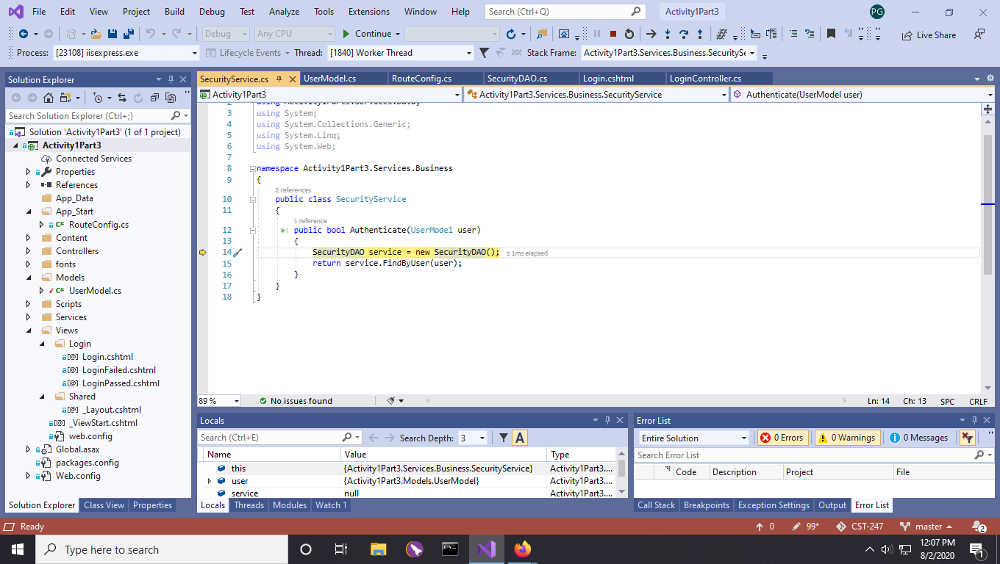 File Edit View Project Build Debug Test Analyze Tools Extensions Window Help Search (Ctrl+Q) Activity1Part3 PG
Debug Any CPU Continue Live Share
Process: [23108] iisexpress.exe Lifecycle Events Thread: [1840] Worker Thread Stack Frame: Activity1Part3.Services.Business.SecuritySe
Solution Explorer
Search Solution Explorer (Ctrl+;)
Solution 'Activity1Part3' (1 of 1 project)
Activity1Part3
Connected Services
Properties
References
App_Data
App_Start
C# RouteConfig.cs
Content
Controllers
fonts
Models
C# UserModel.cs
Scripts
Services
Views
Login
[@] Login.cshtml
[@] LoginFailed.cshtml
[@] LoginPassed.cshtml
Shared
[@] _Layout.cshtml
[@] _ViewStart.cshtml
web.config
Global.asax
packages.config
Web.config
Solution Explorer Class View Properties
SecurityService.cs UserModel.cs RouteConfig.cs SecurityDAO.cs Login.cshtml LoginController.cs
Activity1Part3 Activity1Part3.Services.Business.SecurityService Authenticate(UserModel user)
2 using Activity1Part3.Services.Data;
3 using System;
4 using System.Collections.Generic;
5 using System.Linq;
6 using System.Web;
7
8 namespace Activity1Part3.Services.Business
9 {
2 references
10 public class SecurityService
11 {
1 reference
12 public bool Authenticate(UserModel user)
13 {
14 SecurityDAO service = new SecurityDAO(); ≤ 1ms elapsed
15 return service.FindByUser(user);
16 }
17 }
18 }
89 % No issues found Ln: 14 Ch: 13 SPC CRLF
Locals
Search (Ctrl+E) Search Depth: 3 A
Name Value Type
this {Activity1Part3.Services.Business.SecurityService} Activity1Part3....
user {Activity1Part3.Models.UserModel} Activity1Part3....
service null Activity1Part3....
Locals Threads Modules Watch 1
Error List
Entire Solution 0 Errors 0 Warnings 0 Messages
Search Error List
Code Description Project File
Call Stack Breakpoints Exception Settings Output Error List
Ready 0 99* CST-247 master 2
Type here to search 12:07 PM
8/2/2020 1